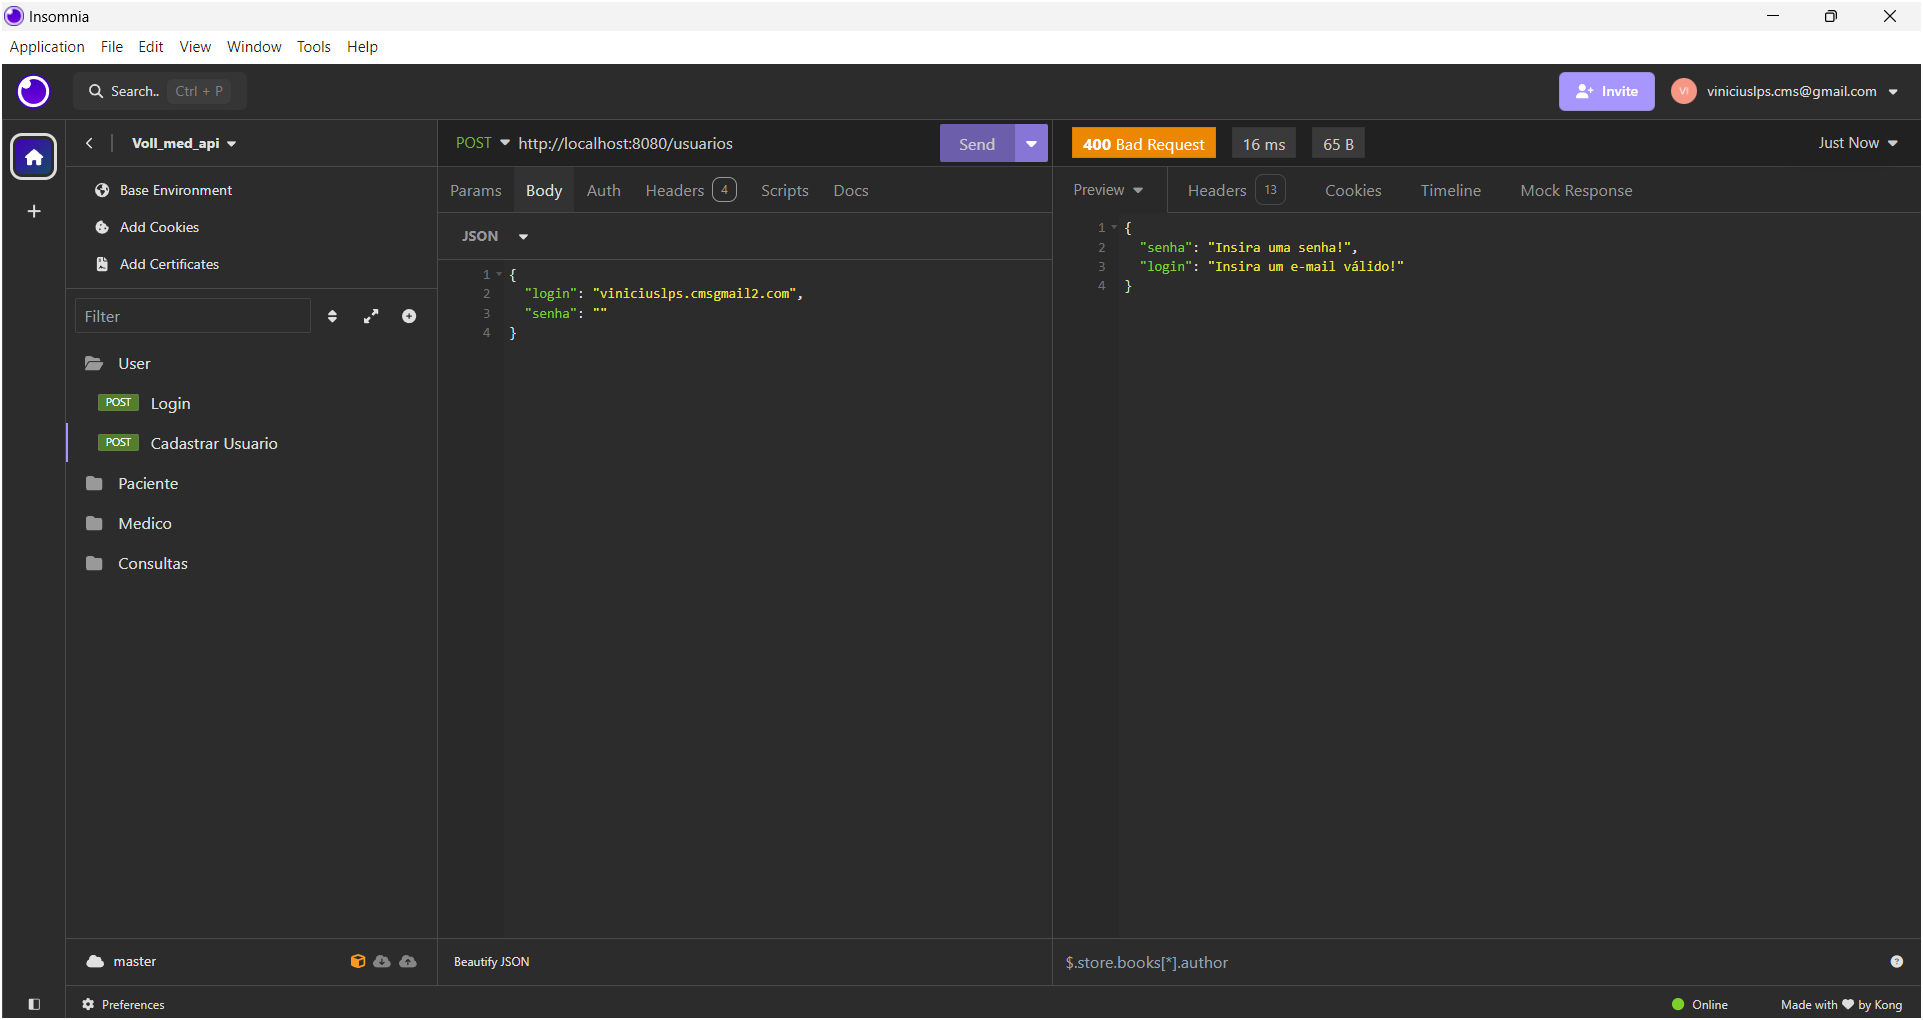 Insomnia
Application File Edit View Window Tools Help
Search.. Ctrl + P
Invite
VI viniciuslps.cms@gmail.com
Voll_med_api
Base Environment
Add Cookies
Add Certificates
Filter
User
POST Login
POST Cadastrar Usuario
Paciente
Medico
Consultas
master
Preferences
POST http://localhost:8080/usuarios Send
Params Body Auth Headers 4 Scripts Docs
JSON
1 {
2 "login": "viniciuslps.cmsgmail2.com",
3 "senha": ""
4 }
Beautify JSON
400 Bad Request 16 ms 65 B Just Now
Preview Headers 13 Cookies Timeline Mock Response
1 {
2 "senha": "Insira uma senha!",
3 "login": "Insira um e-mail válido!"
4 }
$.store.books[*].author
Online Made with by Kong